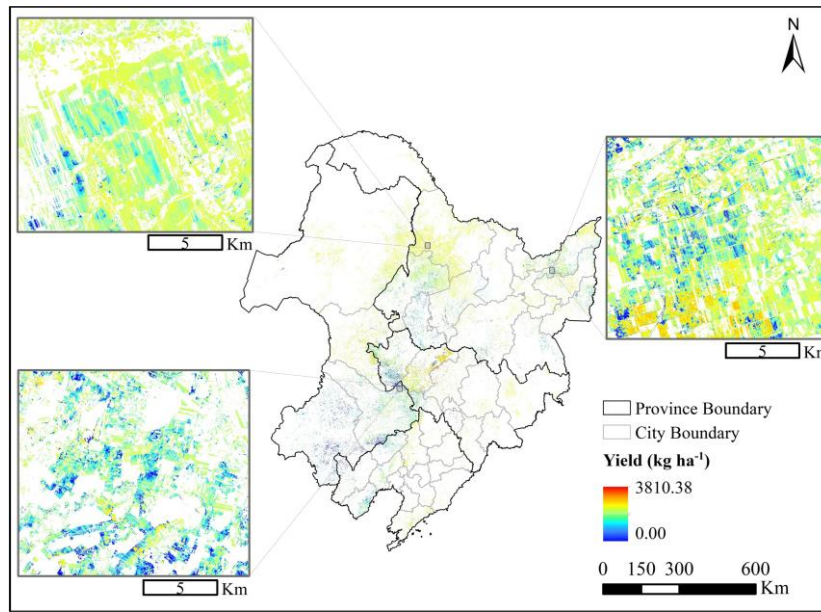 N
5 Km
5 Km
5 Km
Province Boundary
City Boundary
Yield (kg ha⁻¹)
3810.38
0.00
0 150 300 600
Km